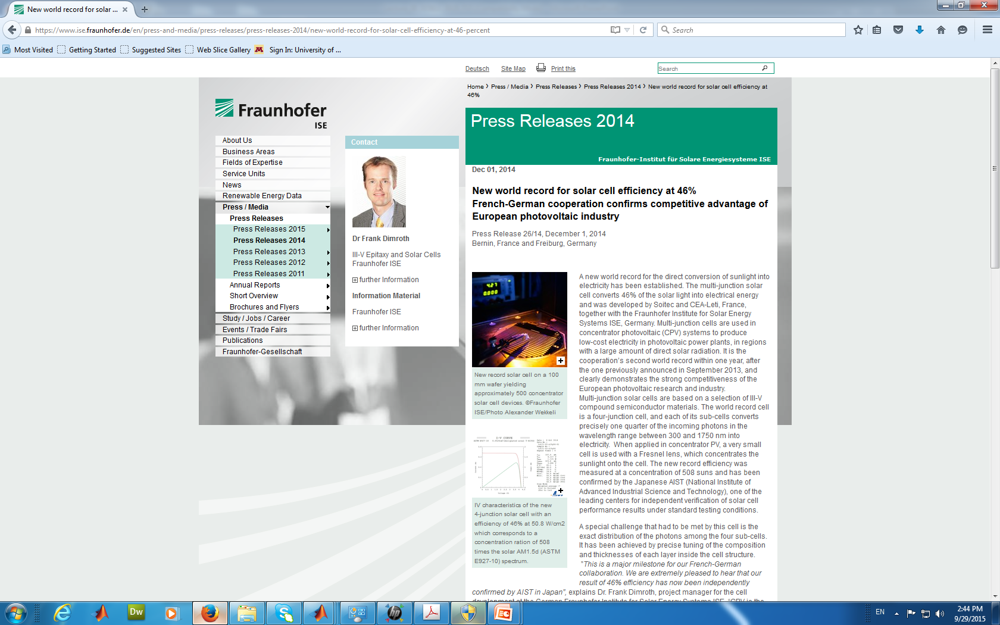 New world record for solar ...
https://www.ise.fraunhofer.de/en/press-and-media/press-releases/press-releases-2014/new-world-record-for-solar-cell-efficiency-at-46-percent
Search
Most Visited
Getting Started
Suggested Sites
Web Slice Gallery
Sign In: University of ...
Deutsch
Site Map
Print this
Search
Home › Press / Media › Press Releases › Press Releases 2014 › New world record for solar cell efficiency at
46%
Fraunhofer
ISE
About Us
Business Areas
Fields of Expertise
Service Units
News
Renewable Energy Data
Press / Media
Press Releases
Press Releases 2015
Press Releases 2014
Press Releases 2013
Press Releases 2012
Press Releases 2011
Annual Reports
Short Overview
Brochures and Flyers
Study / Jobs / Career
Events / Trade Fairs
Publications
Fraunhofer-Gesellschaft
Contact
Dr Frank Dimroth
III-V Epitaxy and Solar Cells
Fraunhofer ISE
further Information
Information Material
Fraunhofer ISE
further Information
Press Releases 2014
Fraunhofer-Institut für Solare Energiesysteme ISE
Dec 01, 2014
New world record for solar cell efficiency at 46%
French-German cooperation confirms competitive advantage of
European photovoltaic industry
Press Release 26/14, December 1, 2014
Bernin, France and Freiburg, Germany
4.27
0.000
New record solar cell on a 100
mm wafer yielding
approximately 500 concentrator
solar cell devices. ©Fraunhofer
ISE/Photo Alexander Wekkeli
I-V CURVE
IV characteristics of the new
4-junction solar cell with an
efficiency of 46% at 50.8 W/cm2
which corresponds to a
concentration ration of 508
times the solar AM1.5d (ASTM
E927-10) spectrum.
A new world record for the direct conversion of sunlight into
electricity has been established. The multi-junction solar
cell converts 46% of the solar light into electrical energy
and was developed by Soitec and CEA-Leti, France,
together with the Fraunhofer Institute for Solar Energy
Systems ISE, Germany. Multi-junction cells are used in
concentrator photovoltaic (CPV) systems to produce
low-cost electricity in photovoltaic power plants, in regions
with a large amount of direct solar radiation. It is the
cooperation's second world record within one year, after
the one previously announced in September 2013, and
clearly demonstrates the strong competitiveness of the
European photovoltaic research and industry.
Multi-junction solar cells are based on a selection of III-V
compound semiconductor materials. The world record cell
is a four-junction cell, and each of its sub-cells converts
precisely one quarter of the incoming photons in the
wavelength range between 300 and 1750 nm into
electricity. When applied in concentrator PV, a very small
cell is used with a Fresnel lens, which concentrates the
sunlight onto the cell. The new record efficiency was
measured at a concentration of 508 suns and has been
confirmed by the Japanese AIST (National Institute of
Advanced Industrial Science and Technology), one of the
leading centers for independent verification of solar cell
performance results under standard testing conditions.
A special challenge that had to be met by this cell is the
exact distribution of the photons among the four sub-cells.
It has been achieved by precise tuning of the composition
and thicknesses of each layer inside the cell structure.
"This is a major milestone for our French-German
collaboration. We are extremely pleased to hear that our
result of 46% efficiency has now been independently
confirmed by AIST in Japan", explains Dr. Frank Dimroth, project manager for the cell
development at the German Fraunhofer Institute for Solar Energy Systems ISE. "CPV is the
Dw
hp
EN
2:44 PM
9/29/2015